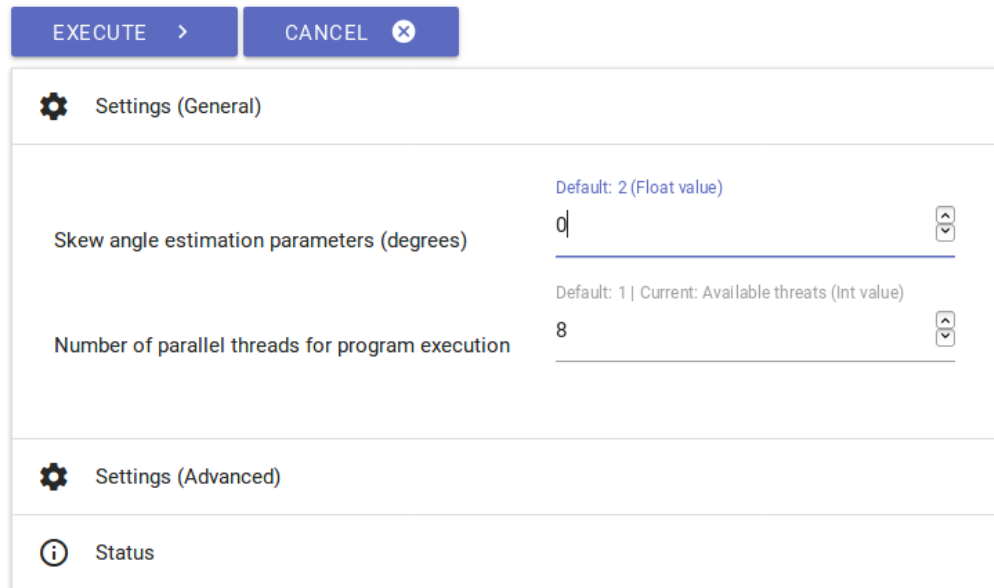 EXECUTE
CANCEL
Settings (General)
Default: 2 (Float value)
Skew angle estimation parameters (degrees)
0
Default: 1 | Current: Available threats (Int value)
Number of parallel threads for program execution
8
Settings (Advanced)
Status